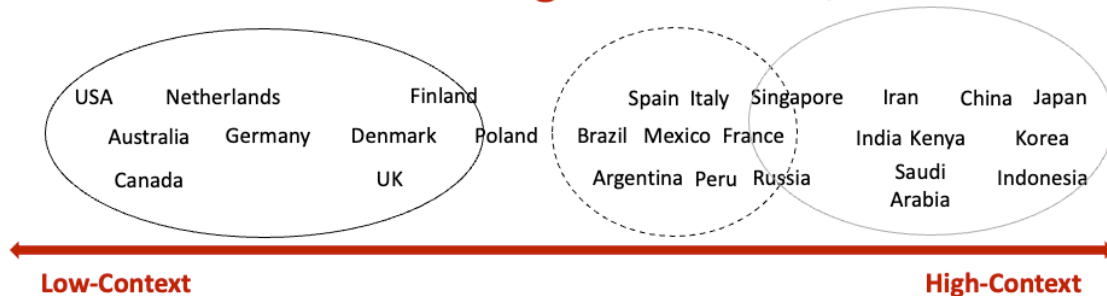 USA Netherlands Finland Spain Italy Singapore Iran China Japan
Australia Germany Denmark Poland Brazil Mexico France India Kenya Korea
Canada UK Argentina Peru Russia Saudi Arabia Indonesia
Low-Context High-Context